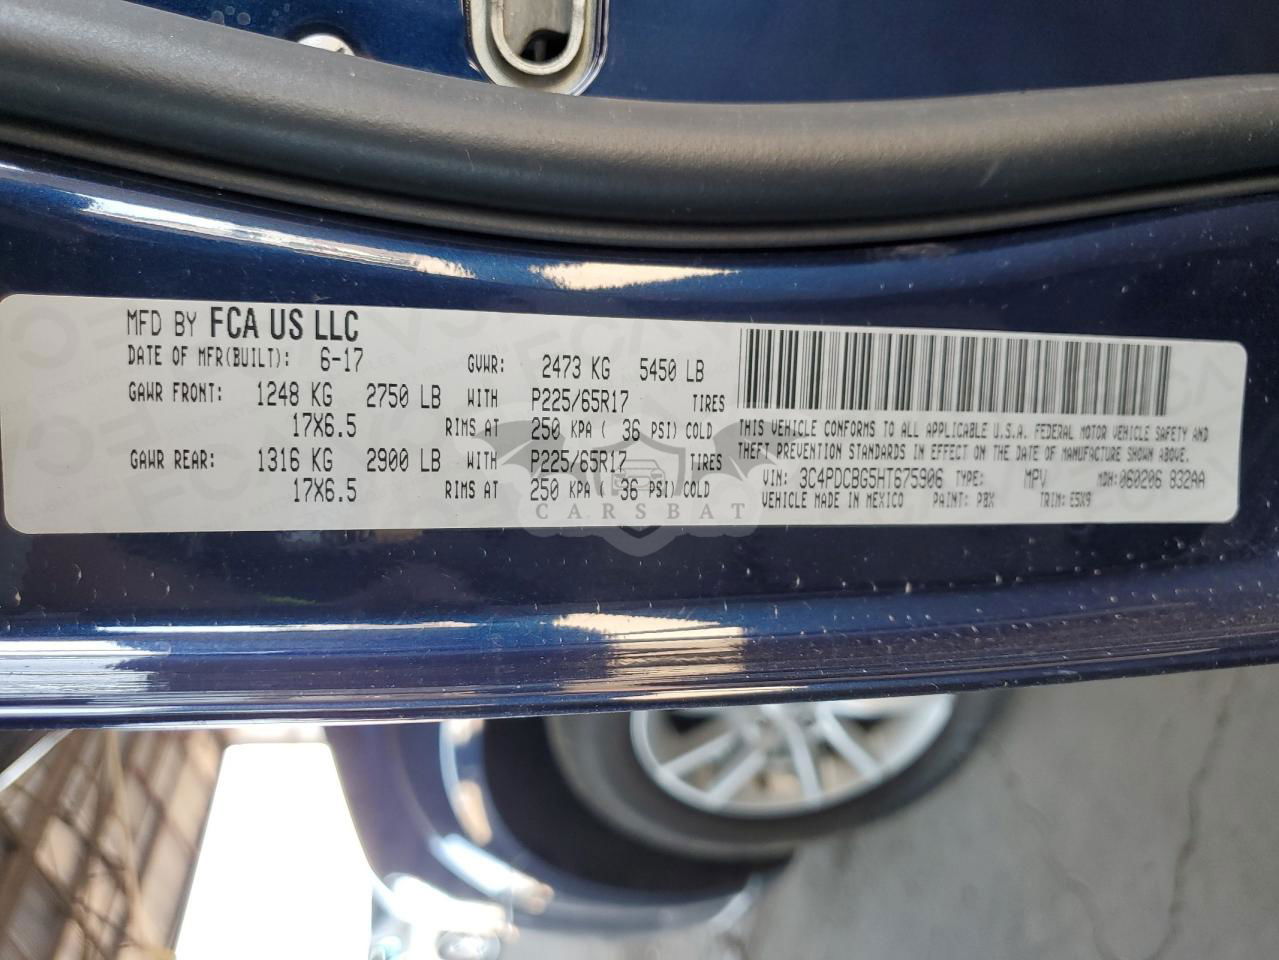 MFD BY FCA US LLC
DATE OF MFR(BUILT): 6-17 GVWR: 2473 KG 5450 LB
GAWR FRONT: 1248 KG 2750 LB WITH P225/65R17 TIRES
17X6.5 RIMS AT 250 KPA ( 36 PSI) COLD
GAWR REAR: 1316 KG 2900 LB WITH P225/65R17 TIRES
17X6.5 RIMS AT 250 KPA ( 36 PSI) COLD
THIS VEHICLE CONFORMS TO ALL APPLICABLE U.S.A. FEDERAL MOTOR VEHICLE SAFETY AND
THEFT PREVENTION STANDARDS IN EFFECT ON THE DATE OF MANUFACTURE SHOWN ABOVE.
VIN: 3C4PDCBG5HT675906 TYPE: MPV MDH: 060206 832AA
VEHICLE MADE IN MEXICO PAINT: PBX TRIM: E5X9
CARSBAT